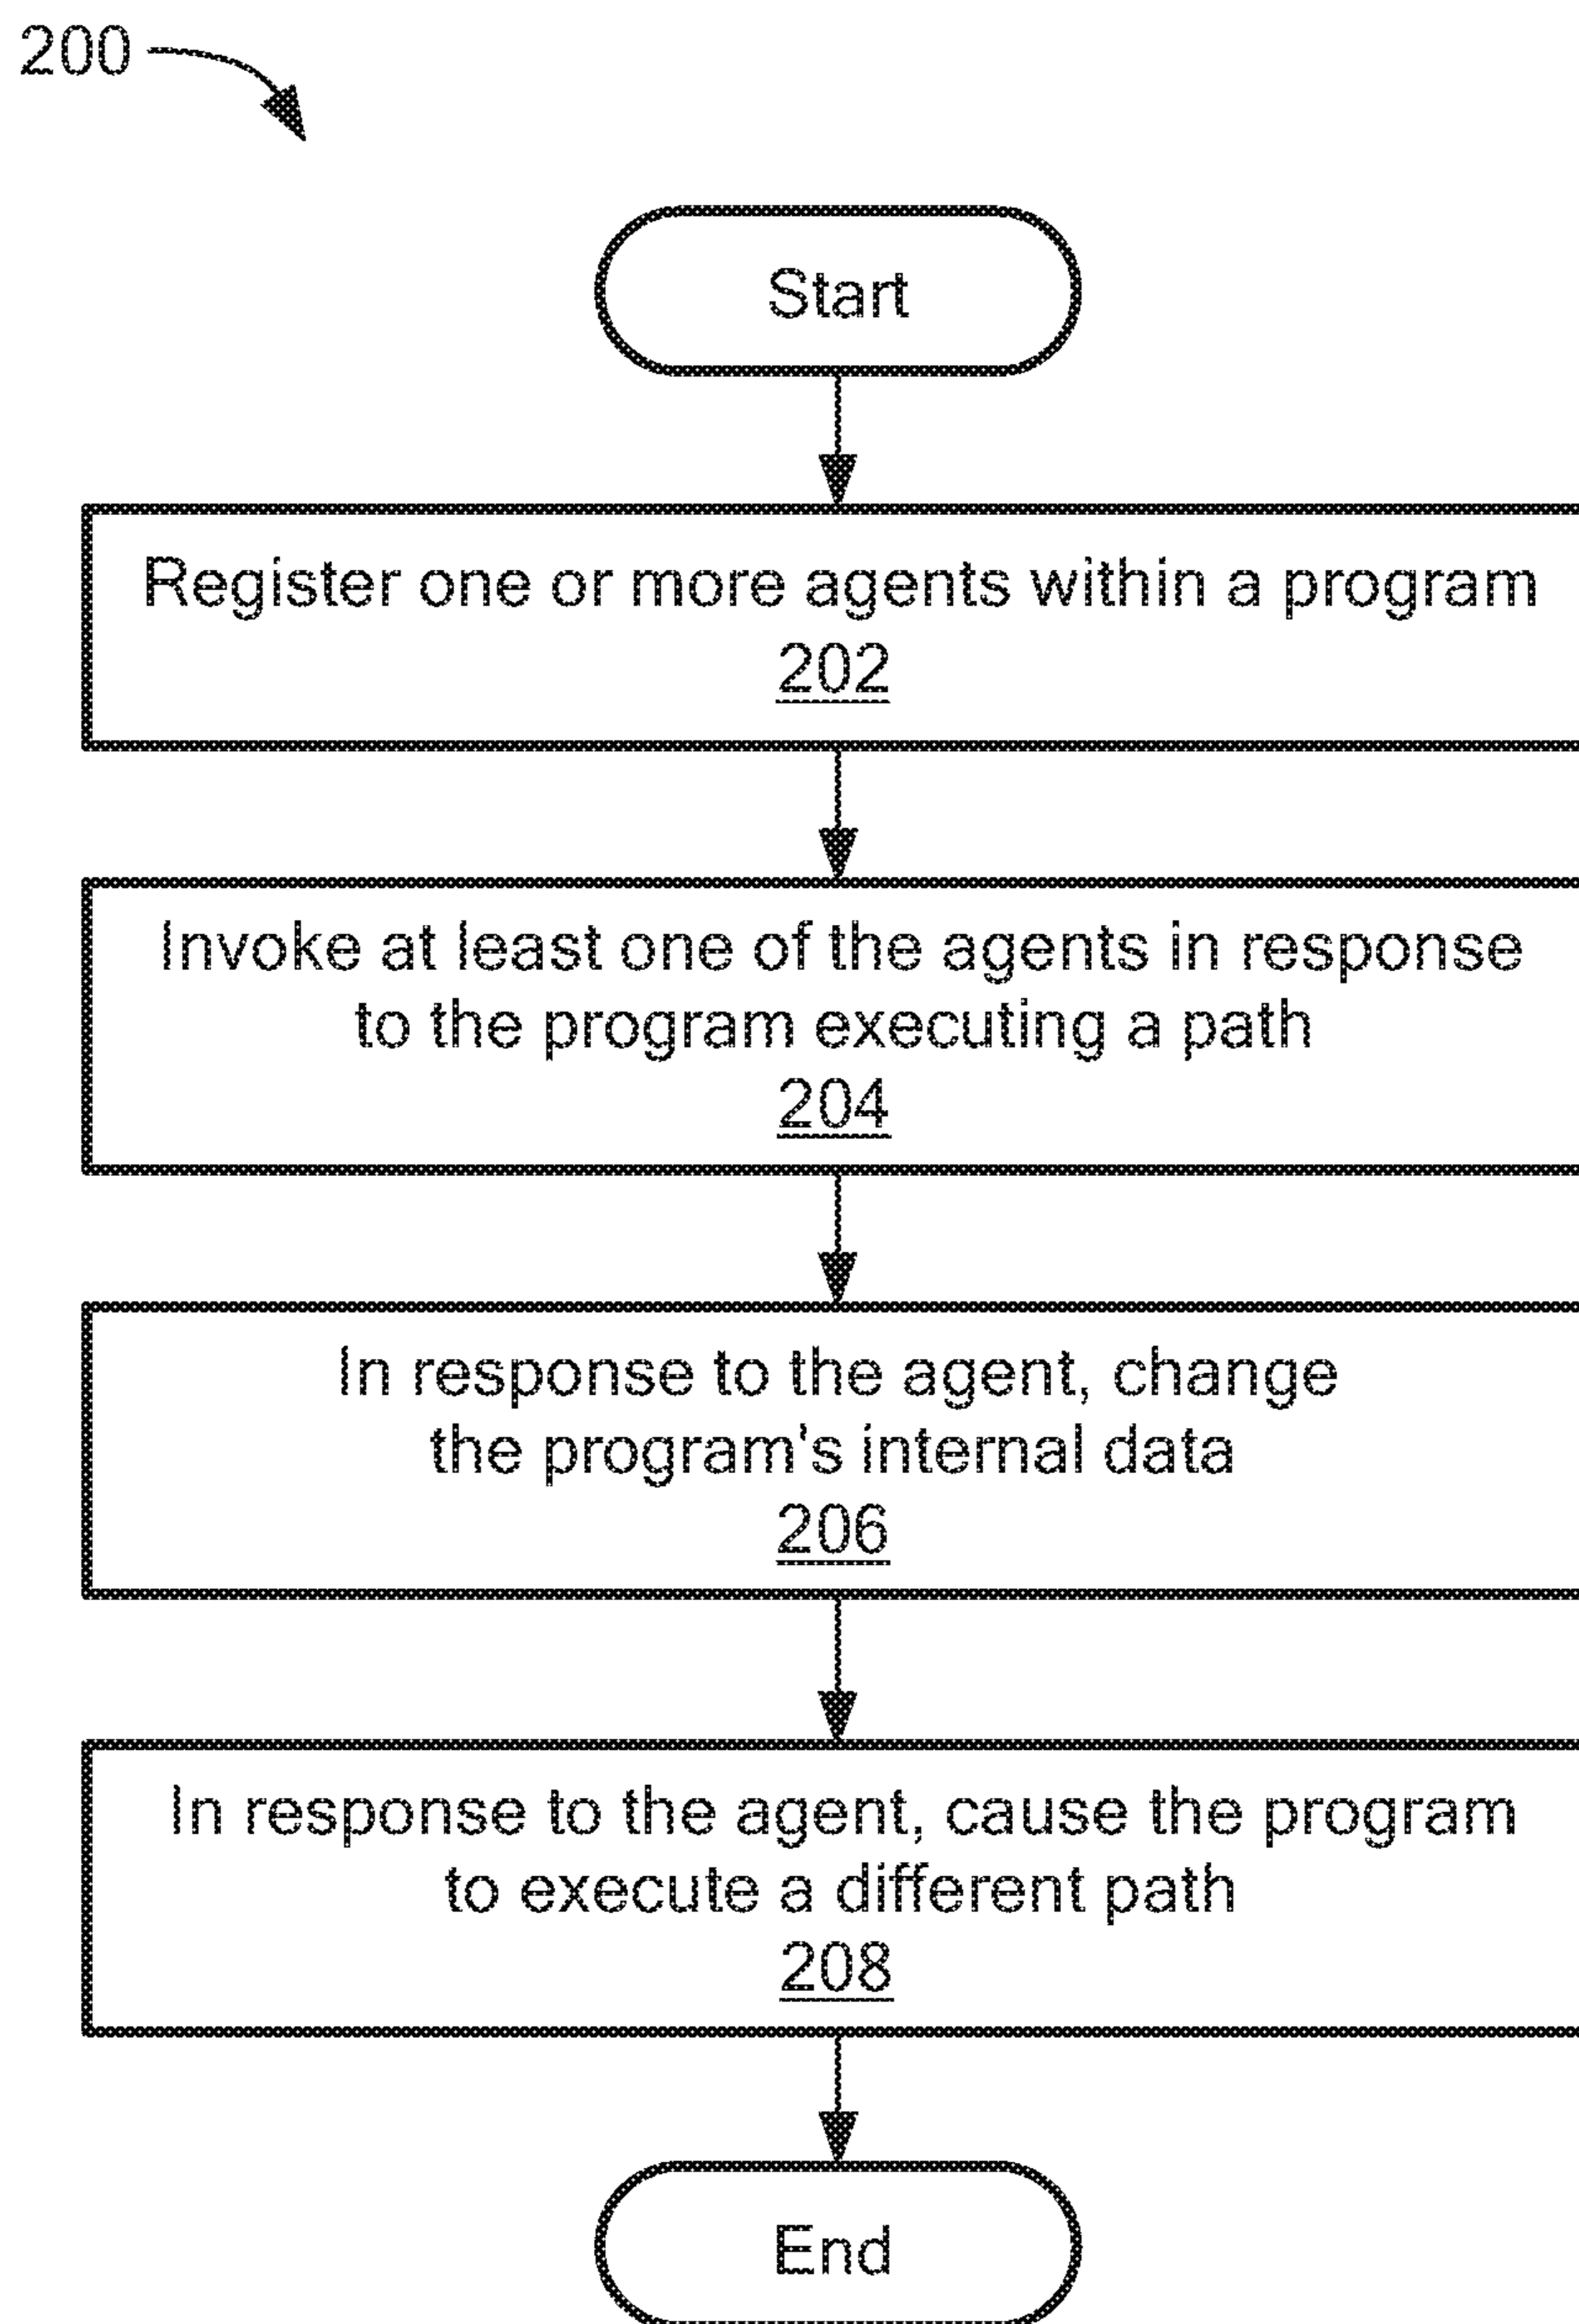 200
Start
Register one or more agents within a program
202
Invoke at least one of the agents in response
to the program executing a path
204
In response to the agent, change
the program's internal data
206
In response to the agent, cause the program
to execute a different path
208
End